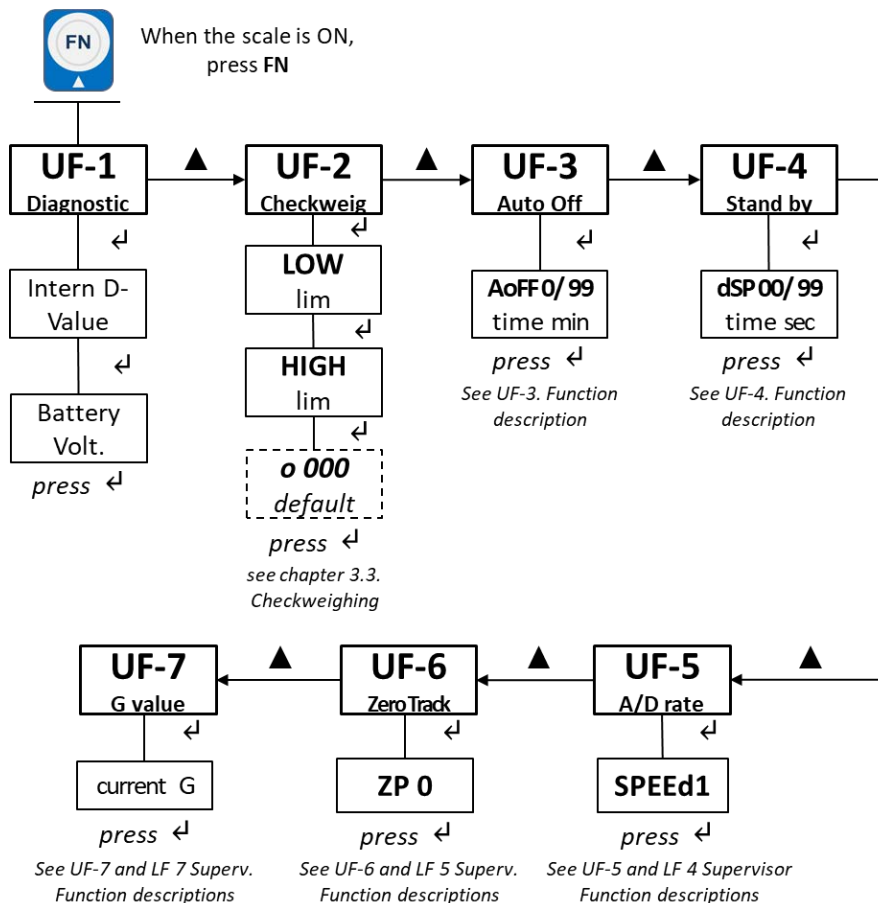 FN
When the scale is ON,
press FN
UF-1
Diagnostic
▲
UF-2
Checkweig
▲
UF-3
Auto Off
▲
UF-4
Stand by
↵
Intern D-
Value
↵
Battery
Volt.
press ↵
↵
LOW
lim
↵
HIGH
lim
↵
o 000
default
press ↵
see chapter 3.3.
Checkweighing
↵
AoFF 0/ 99
time min
press ↵
See UF-3. Function
description
↵
dSP 00/ 99
time sec
press ↵
See UF-4. Function
description
UF-7
G value
▲
UF-6
ZeroTrack
▲
UF-5
A/D rate
▲
↵
current G
press ↵
See UF-7 and LF 7 Superv.
Function descriptions
↵
ZP 0
press ↵
See UF-6 and LF 5 Superv.
Function descriptions
↵
SPEEd1
press ↵
See UF-5 and LF 4 Supervisor
Function descriptions